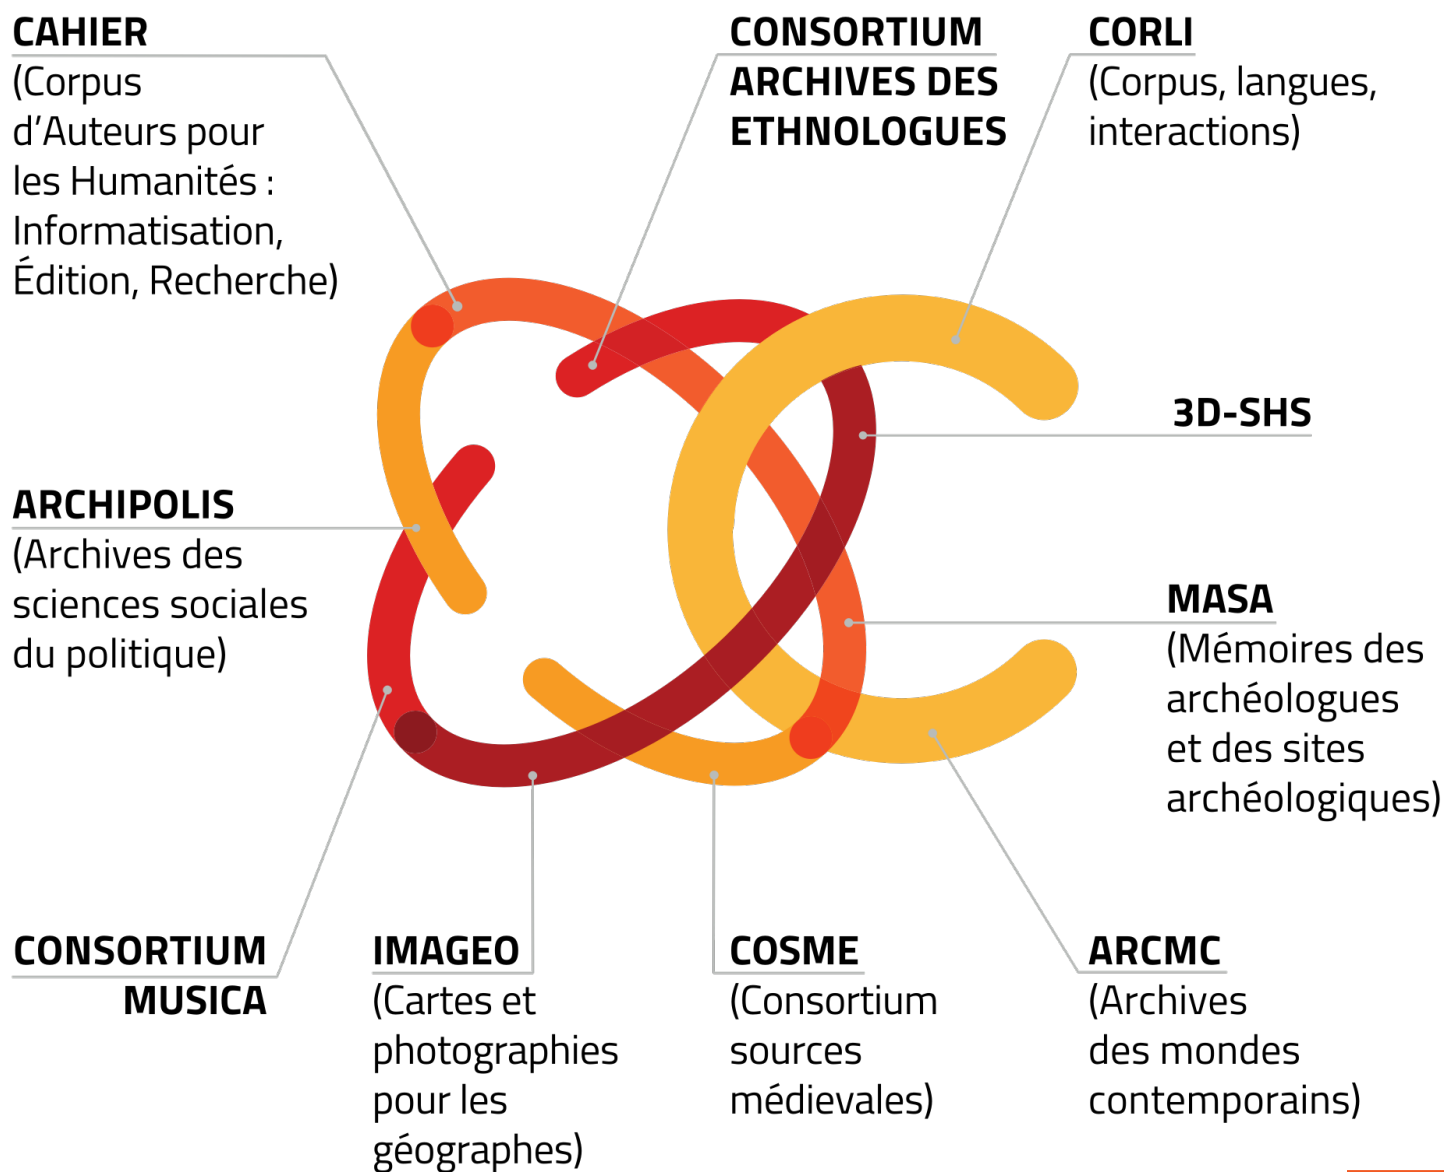 CAHIER
(Corpus
d’Auteurs pour
les Humanités :
Informatisation,
Édition, Recherche)
CONSORTIUM
ARCHIVES DES
ETHNOLOGUES
CORLI
(Corpus, langues,
interactions)
3D-SHS
ARCHIPOLIS
(Archives des
sciences sociales
du politique)
MASA
(Mémoires des
archéologues
et des sites
archéologiques)
CONSORTIUM
MUSICA
IMAGEO
(Cartes et
photographies
pour les
géographes)
COSME
(Consortium
sources
médievales)
ARCMC
(Archives
des mondes
contemporains)